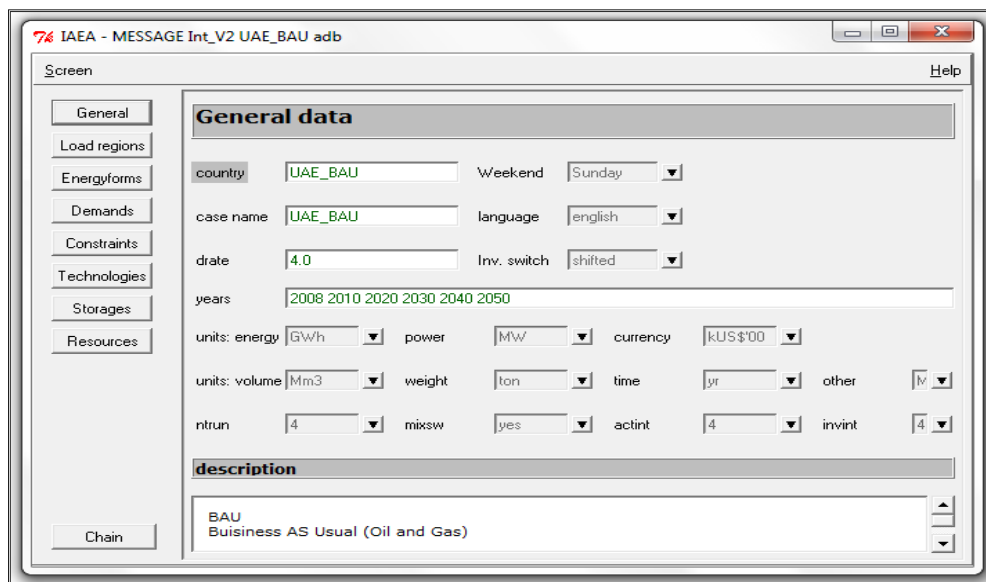 IAEA - MESSAGE Int_V2 UAE_BAU adb
Screen Help
General
Load regions
Energyforms
Demands
Constraints
Technologies
Storages
Resources
Chain
General data
country UAE_BAU Weekend Sunday
case name UAE_BAU language english
drate 4.0 Inv. switch shifted
years 2008 2010 2020 2030 2040 2050
units: energy GWh power MW currency kUS$'00
units: volume Mm3 weight ton time yr other M
ntrun 4 mixsw yes actint 4 invint 4
description
BAU
Buisiness AS Usual (Oil and Gas)